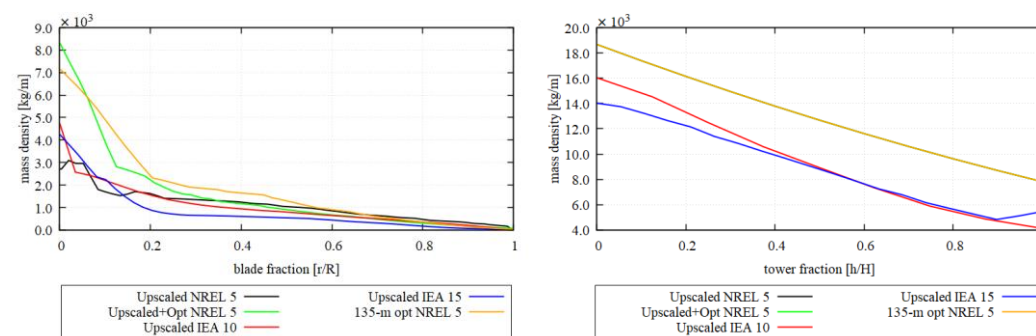 × 10³
9.0
8.0
7.0
6.0
5.0
4.0
3.0
2.0
1.0
0.0
mass density [kg/m]
0 0.2 0.4 0.6 0.8 1
blade fraction [r/R]
Upscaled NREL 5
Upscaled+Opt NREL 5
Upscaled IEA 10
Upscaled IEA 15
135-m opt NREL 5
× 10³
20.0
18.0
16.0
14.0
12.0
10.0
8.0
6.0
4.0
mass density [kg/m]
0 0.2 0.4 0.6 0.8
tower fraction [h/H]
Upscaled NREL 5
Upscaled+Opt NREL 5
Upscaled IEA 10
Upscaled IEA 15
135-m opt NREL 5